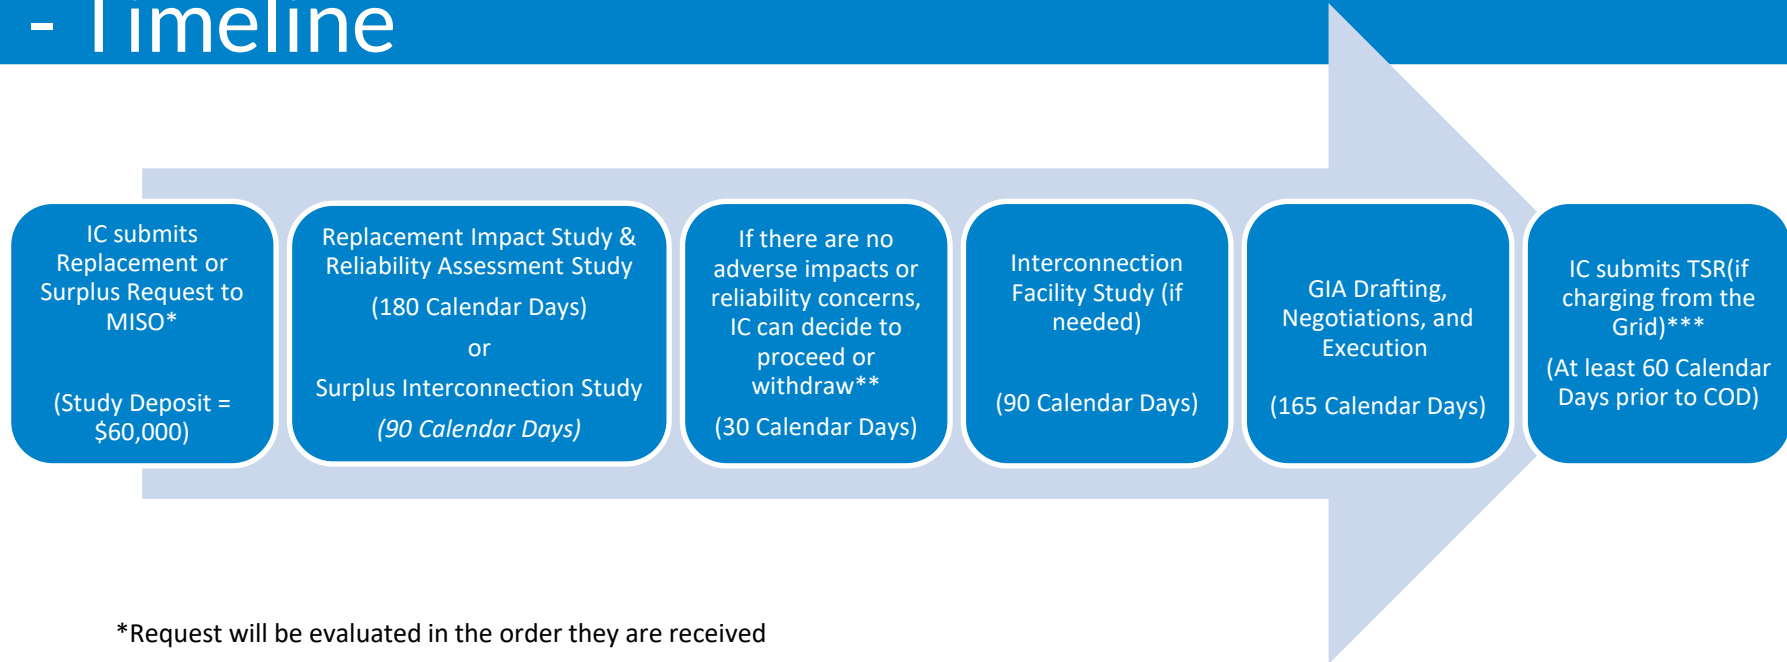 - Timeline
IC submits
Replacement or
Surplus Request to
MISO*
(Study Deposit =
$60,000)
Replacement Impact Study &
Reliability Assessment Study
(180 Calendar Days)
or
Surplus Interconnection Study
(90 Calendar Days)
If there are no
adverse impacts or
reliability concerns,
IC can decide to
proceed or
withdraw**
(30 Calendar Days)
Interconnection
Facility Study (if
needed)
(90 Calendar Days)
GIA Drafting,
Negotiations, and
Execution
(165 Calendar Days)
IC submits TSR(if
charging from the
Grid)***
(At least 60 Calendar
Days prior to COD)
*Request will be evaluated in the order they are received